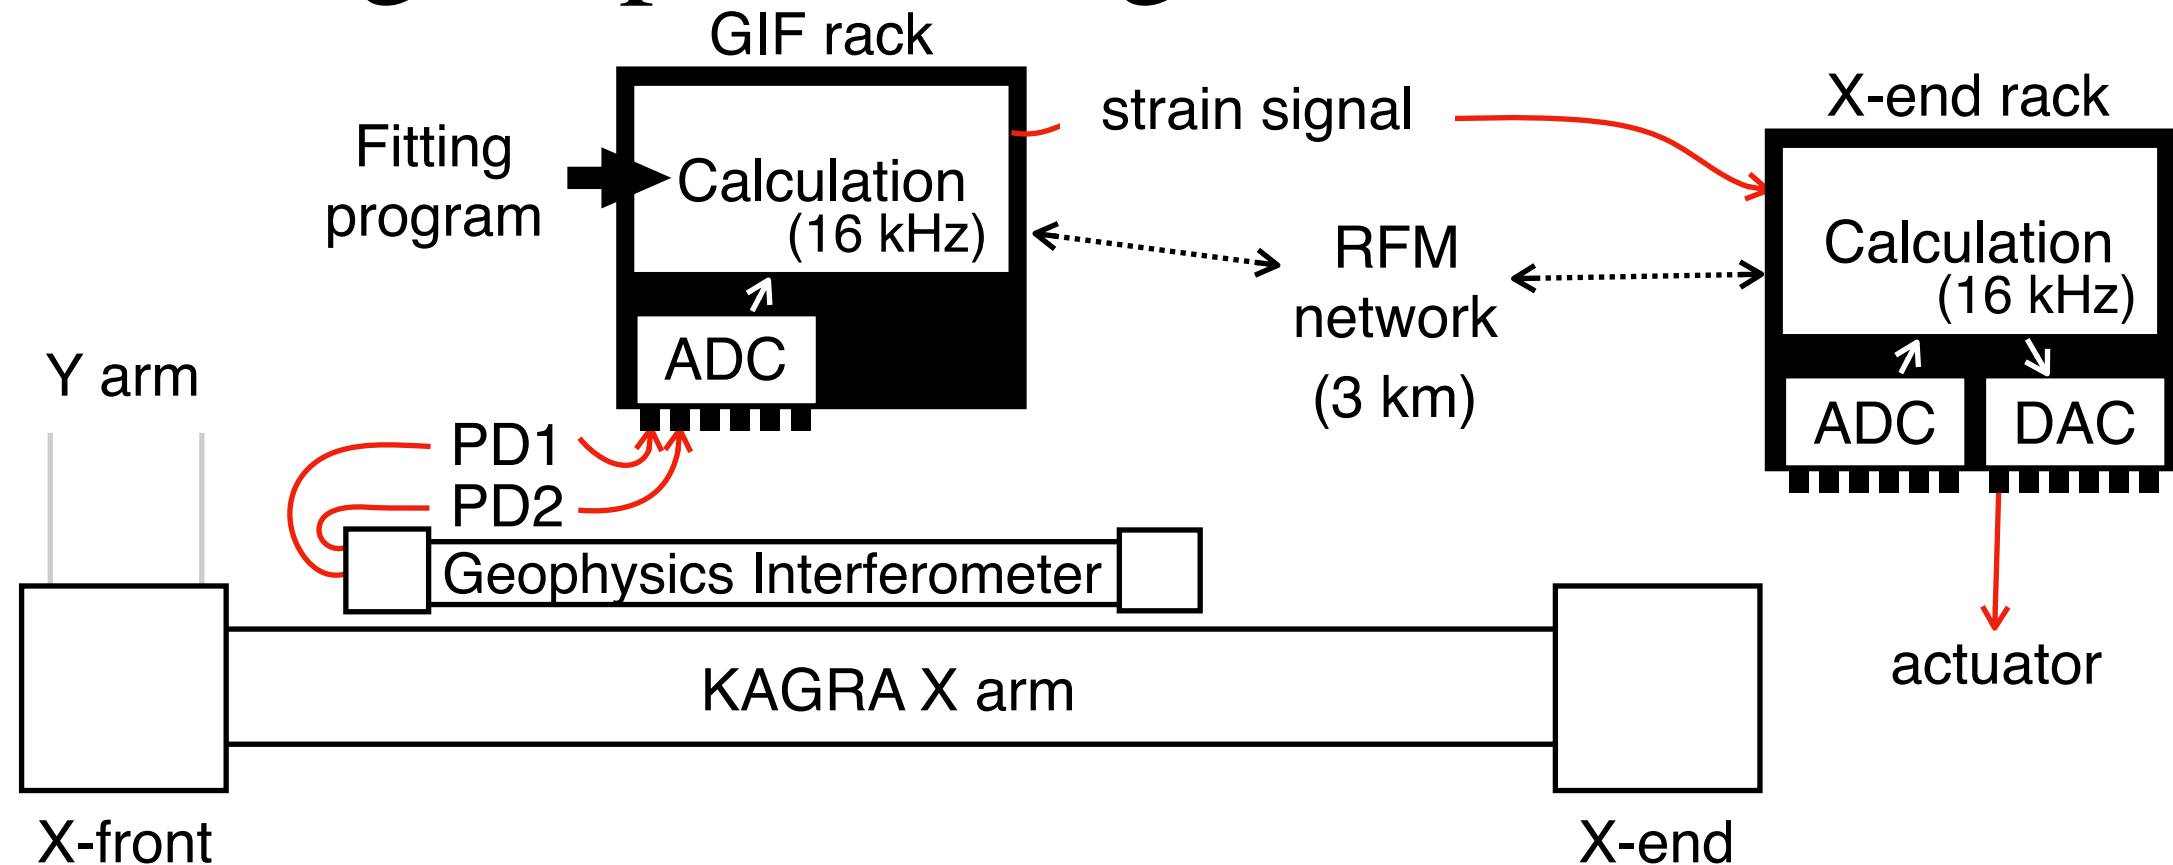 GIF rack
strain signal
X-end rack
Fitting
program
Calculation
(16 kHz)
RFM
network
(3 km)
Calculation
(16 kHz)
ADC
ADC
DAC
Y arm
PD1
PD2
Geophysics Interferometer
KAGRA X arm
actuator
X-front
X-end